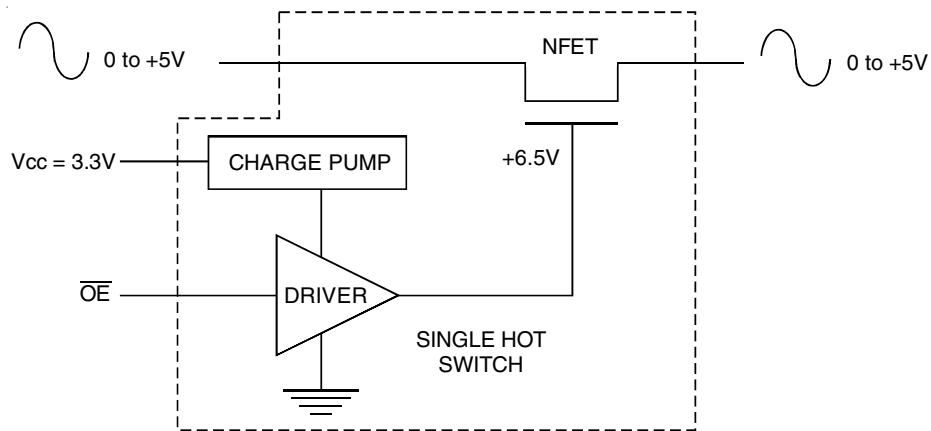 NFET
0 to +5V
0 to +5V
Vcc = 3.3V
CHARGE PUMP
+6.5V
OE
DRIVER
SINGLE HOT
SWITCH